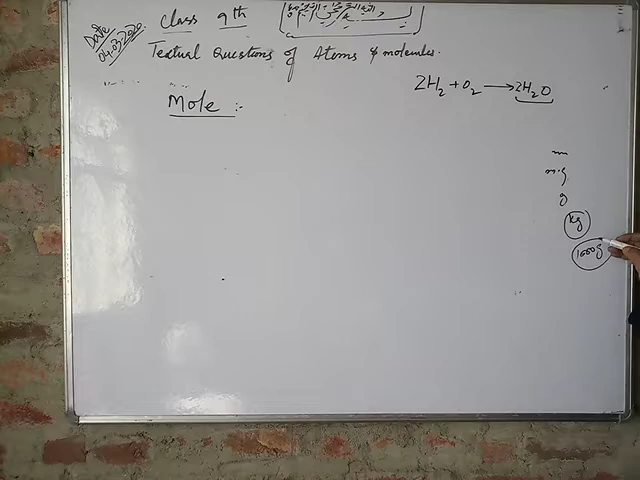 Date
04.03.2020
Class 9th
Textual Questions of Atoms & molecules.
2H₂ + O₂ → 2H₂O
Mole :-
m.g
g
kg
1000g